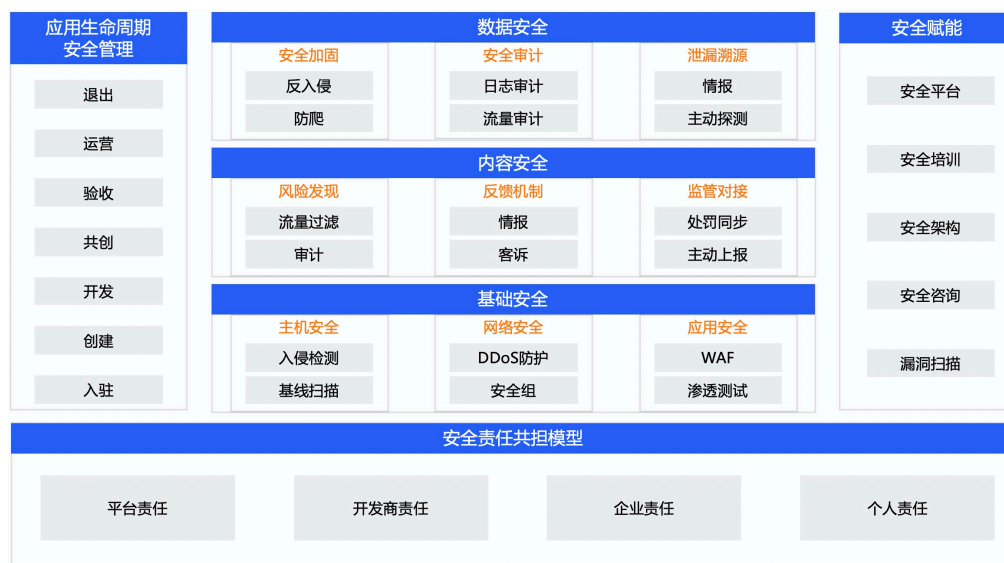 应用生命周期
安全管理
退出
运营
验收
共创
开发
创建
入驻
数据安全
安全加固
反入侵
防爬
安全审计
日志审计
流量审计
泄漏溯源
情报
主动探测
内容安全
风险发现
流量过滤
审计
反馈机制
情报
客诉
监管对接
处罚同步
主动上报
基础安全
主机安全
入侵检测
基线扫描
网络安全
DDoS防护
安全组
应用安全
WAF
渗透测试
安全赋能
安全平台
安全培训
安全架构
安全咨询
漏洞扫描
安全责任共担模型
平台责任
开发商责任
企业责任
个人责任